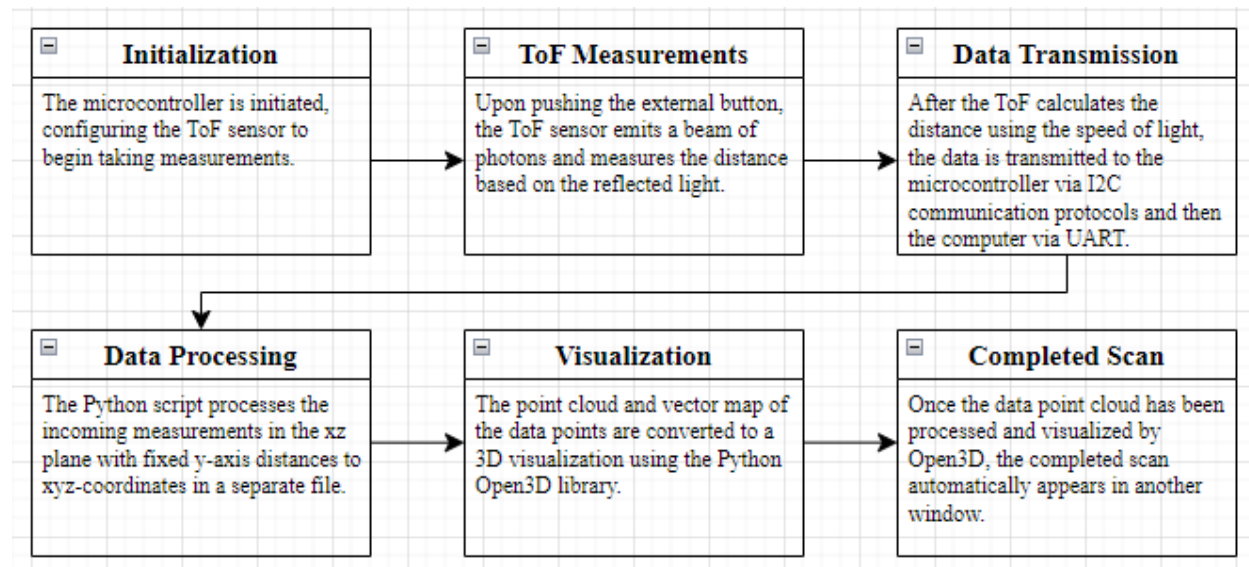 Initialization
The microcontroller is initiated,
configuring the ToF sensor to
begin taking measurements.
ToF Measurements
Upon pushing the external button,
the ToF sensor emits a beam of
photons and measures the distance
based on the reflected light.
Data Transmission
After the ToF calculates the
distance using the speed of light,
the data is transmitted to the
microcontroller via I2C
communication protocols and then
the computer via UART.
Data Processing
The Python script processes the
incoming measurements in the xz
plane with fixed y-axis distances to
xyz-coordinates in a separate file.
Visualization
The point cloud and vector map of
the data points are converted to a
3D visualization using the Python
Open3D library.
Completed Scan
Once the data point cloud has been
processed and visualized by
Open3D, the completed scan
automatically appears in another
window.